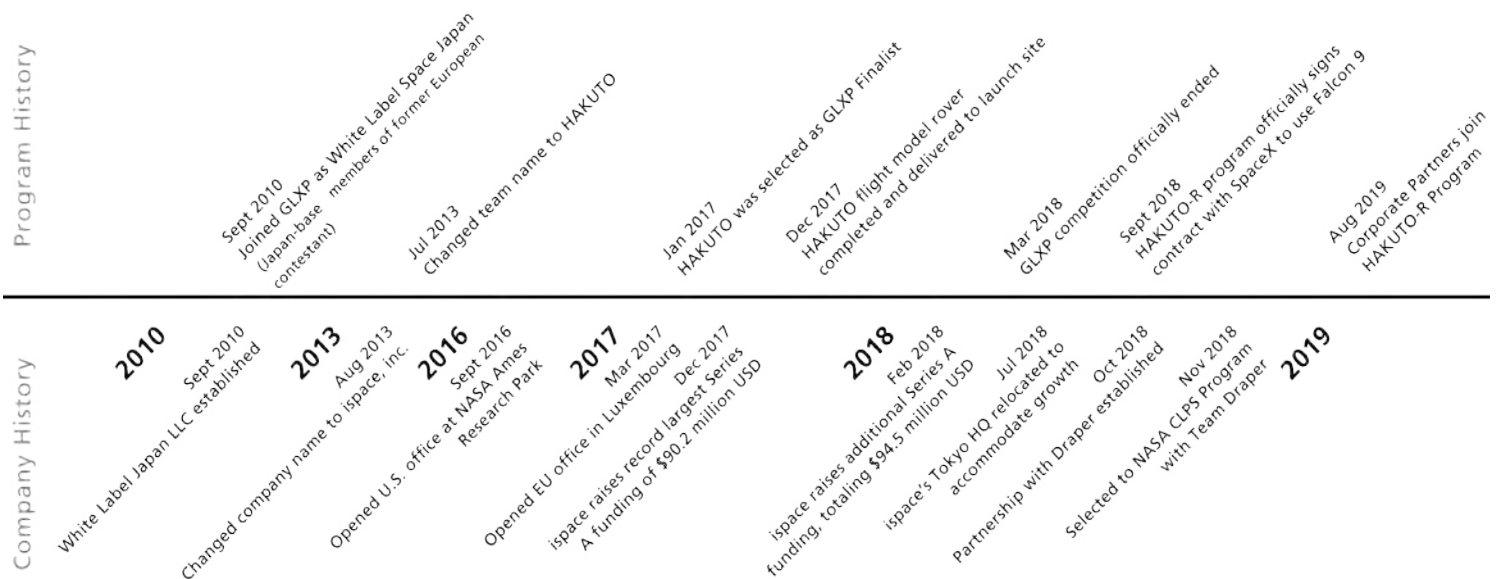 Program History
Sept 2010
Joined GLXP as White Label Space Japan
(Japan-base members of former European
contestant)
Jul 2013
Changed team name to HAKUTO
Jan 2017
HAKUTO was selected as GLXP Finalist
Dec 2017
HAKUTO flight model rover
completed and delivered to launch site
Mar 2018
GLXP competition officially ended
Sept 2018
HAKUTO-R program officially signs
contract with SpaceX to use Falcon 9
Aug 2019
Corporate Partners join
HAKUTO-R Program
Company History
2010
Sept 2010
White Label Japan LLC established
2013
Aug 2013
Changed company name to ispace, inc.
2016
Sept 2016
Opened U.S. office at NASA Ames
Research Park
2017
Mar 2017
Opened EU office in Luxembourg
Dec 2017
ispace raises record largest Series
A funding of $90.2 million USD
2018
Feb 2018
ispace raises additional Series A
funding, totaling $94.5 million USD
Jul 2018
ispace's Tokyo HQ relocated to
accommodate growth
Oct 2018
Partnership with Draper established
Nov 2018
Selected to NASA CLPS Program
with Team Draper
2019